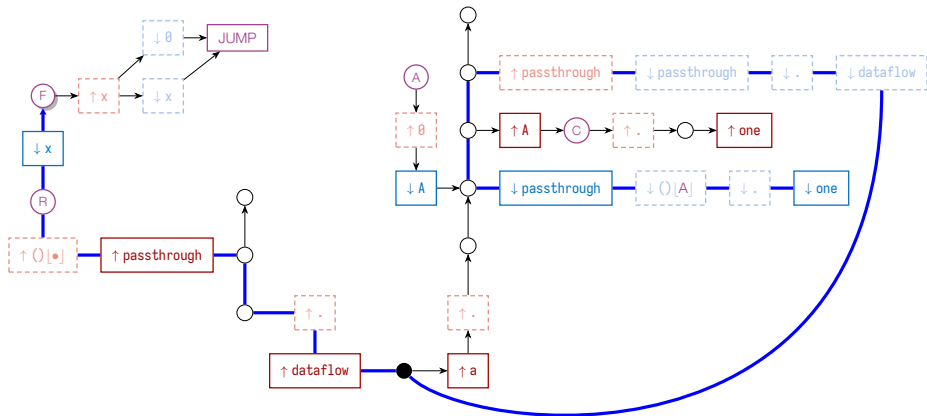 ↓0 JUMP
F ↑x ↓x
A ↑passthrough ↓passthrough ↓. ↓dataflow
↑0 ↑A C ↑. ↑one
↓x
↓A ↓passthrough ↓()⌊A⌋ ↓. ↓one
R
↑()⌊•⌋ ↑passthrough
↑. ↑.
↑dataflow ↑a